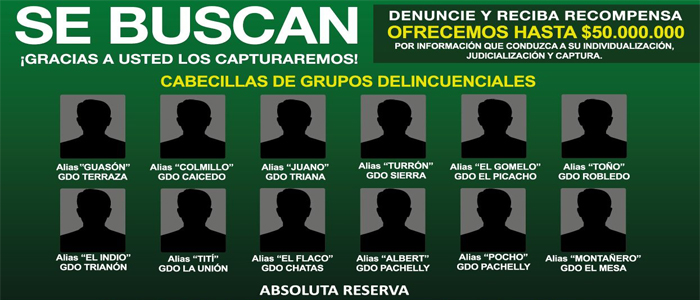 SE BUSCAN
¡GRACIAS A USTED LOS CAPTURAREMOS!
DENUNCIE Y RECIBA RECOMPENSA
OFRECEMOS HASTA $50.000.000
POR INFORMACIÓN QUE CONDUZCA A SU INDIVIDUALIZACIÓN,
JUDICIALIZACIÓN Y CAPTURA.
CABECILLAS DE GRUPOS DELINCUENCIALES
Alias"GUASÓN"
GDO TERRAZA
Alias "COLMILLO"
GDO CAICEDO
Alias "JUANO"
GDO TRIANA
Alias "TURRÓN"
GDO SIERRA
Alias "EL GOMELO"
GDO EL PICACHO
Alias "TOÑO"
GDO ROBLEDO
Alias "EL INDIO"
GDO TRIANÓN
Alias "TITÍ"
GDO LA UNIÓN
Alias "EL FLACO"
GDO CHATAS
Alias "ALBERT"
GDO PACHELLY
Alias "POCHO"
GDO PACHELLY
Alias "MONTAÑERO"
GDO EL MESA
ABSOLUTA RESERVA